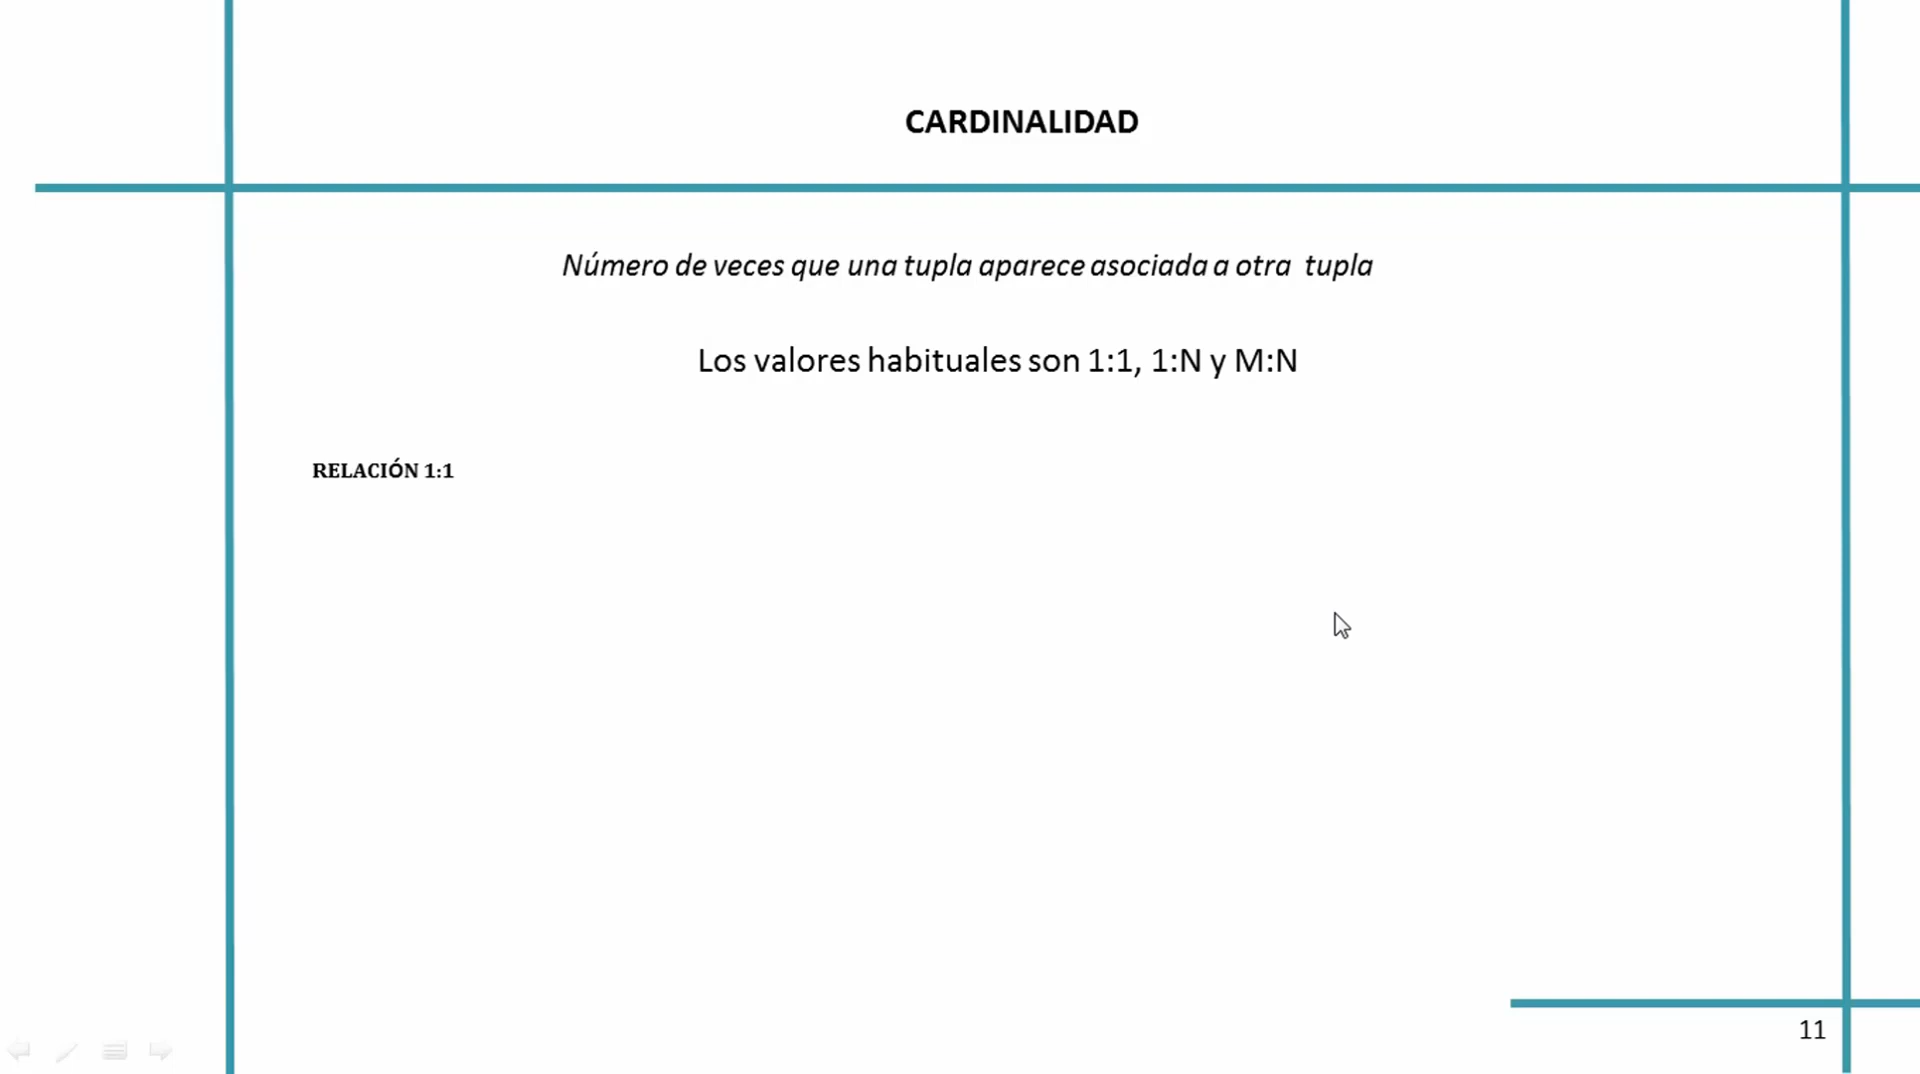 CARDINALIDAD
Número de veces que una tupla aparece asociada a otra tupla
Los valores habituales son 1:1, 1:N y M:N
RELACIÓN 1:1
11